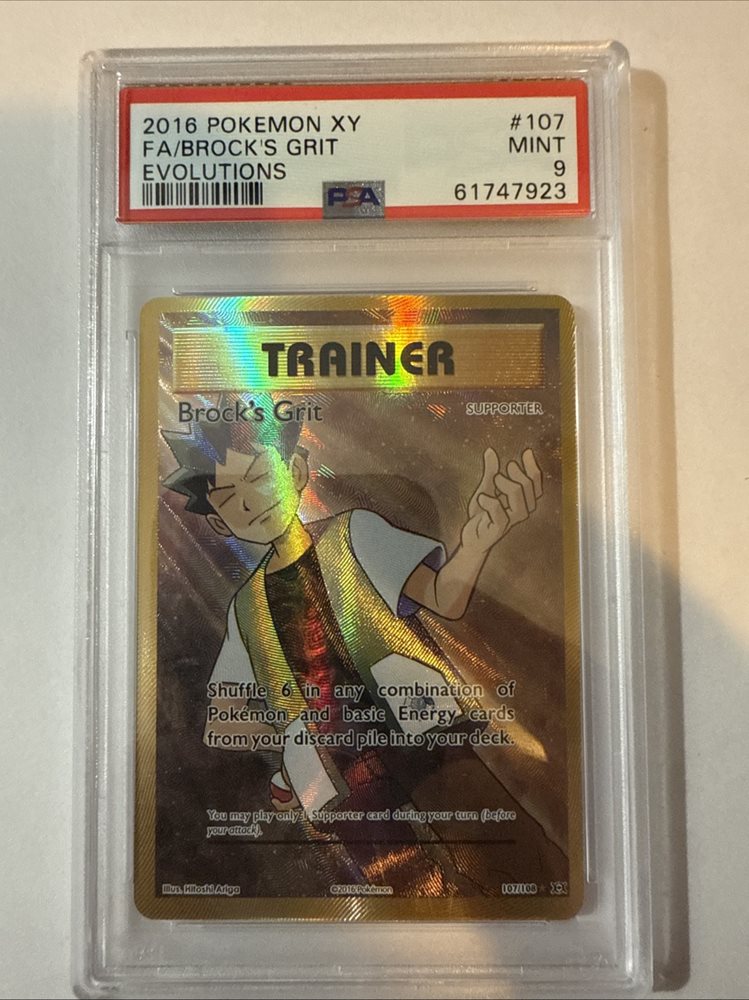 2016 POKEMON XY #107
FA/BROCK'S GRIT MINT
EVOLUTIONS 9
PSA 61747923
TRAINER
Brock's Grit SUPPORTER
Shuffle 6 in any combination of
Pokémon and basic Energy cards
from your discard pile into your deck.
You may play only 1 Supporter card during your turn (before
your attack).
Illus. Hitoshi Ariga ©2016 Pokémon 107/108